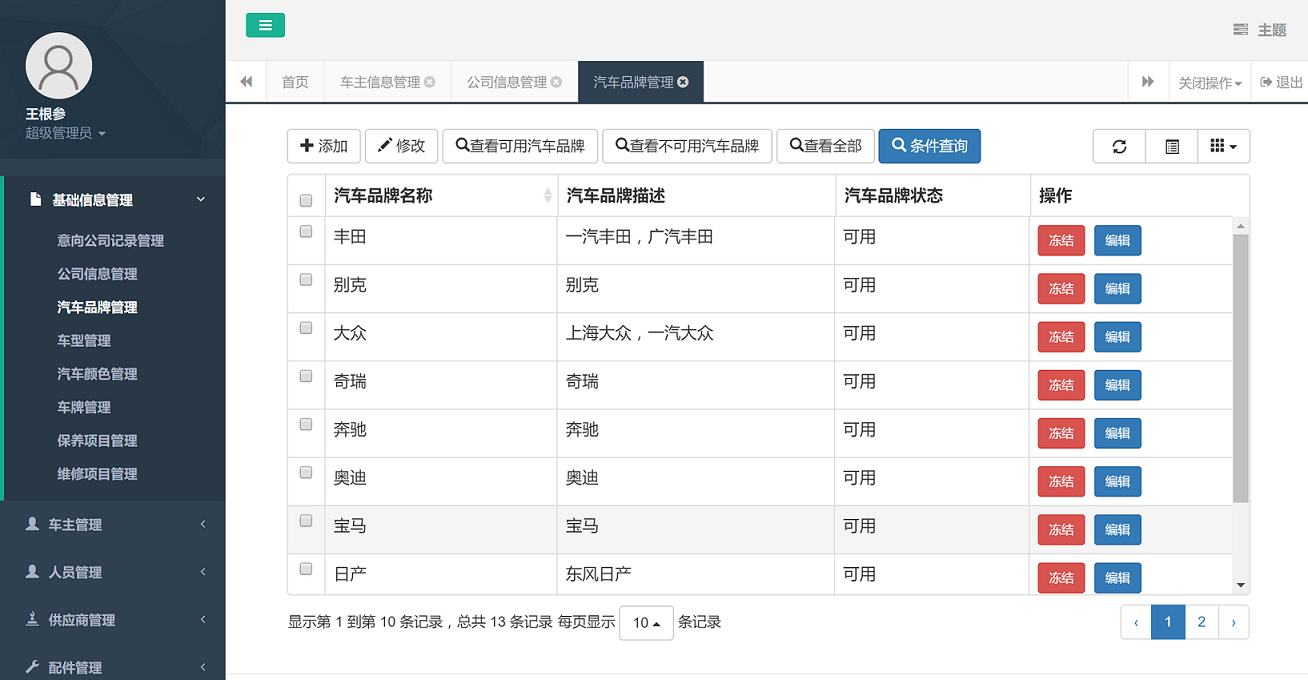 主题
首页 车主信息管理 公司信息管理 汽车品牌管理 关闭操作 退出
王根参
超级管理员
基础信息管理
意向公司记录管理
公司信息管理
汽车品牌管理
车型管理
汽车颜色管理
车牌管理
保养项目管理
维修项目管理
车主管理
人员管理
供应商管理
配件管理
添加 修改 查看可用汽车品牌 查看不可用汽车品牌 查看全部 条件查询
汽车品牌名称 汽车品牌描述 汽车品牌状态 操作
丰田 一汽丰田，广汽丰田 可用 冻结 编辑
别克 别克 可用 冻结 编辑
大众 上海大众，一汽大众 可用 冻结 编辑
奇瑞 奇瑞 可用 冻结 编辑
奔驰 奔驰 可用 冻结 编辑
奥迪 奥迪 可用 冻结 编辑
宝马 宝马 可用 冻结 编辑
日产 东风日产 可用 冻结 编辑
显示第 1 到第 10 条记录，总共 13 条记录 每页显示 10 条记录
‹ 1 2 ›